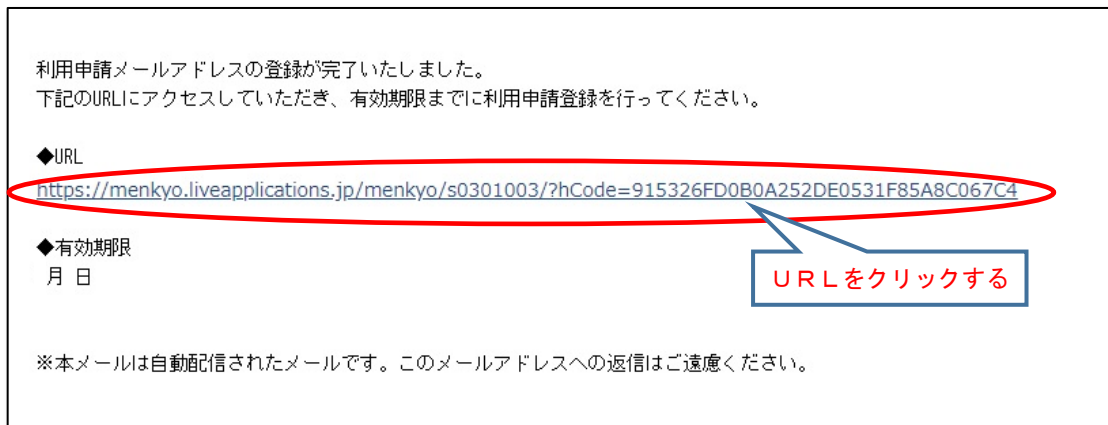 利用申請メールアドレスの登録が完了いたしました。
下記のURLにアクセスしていただき、有効期限までに利用申請登録を行ってください。
◆URL
https://menkyo.liveapplications.jp/menkyo/s0301003/?hCode=915326FD0B0A252DE0531F85A8C067C4
◆有効期限
月 日
URLをクリックする
※本メールは自動配信されたメールです。このメールアドレスへの返信はご遠慮ください。